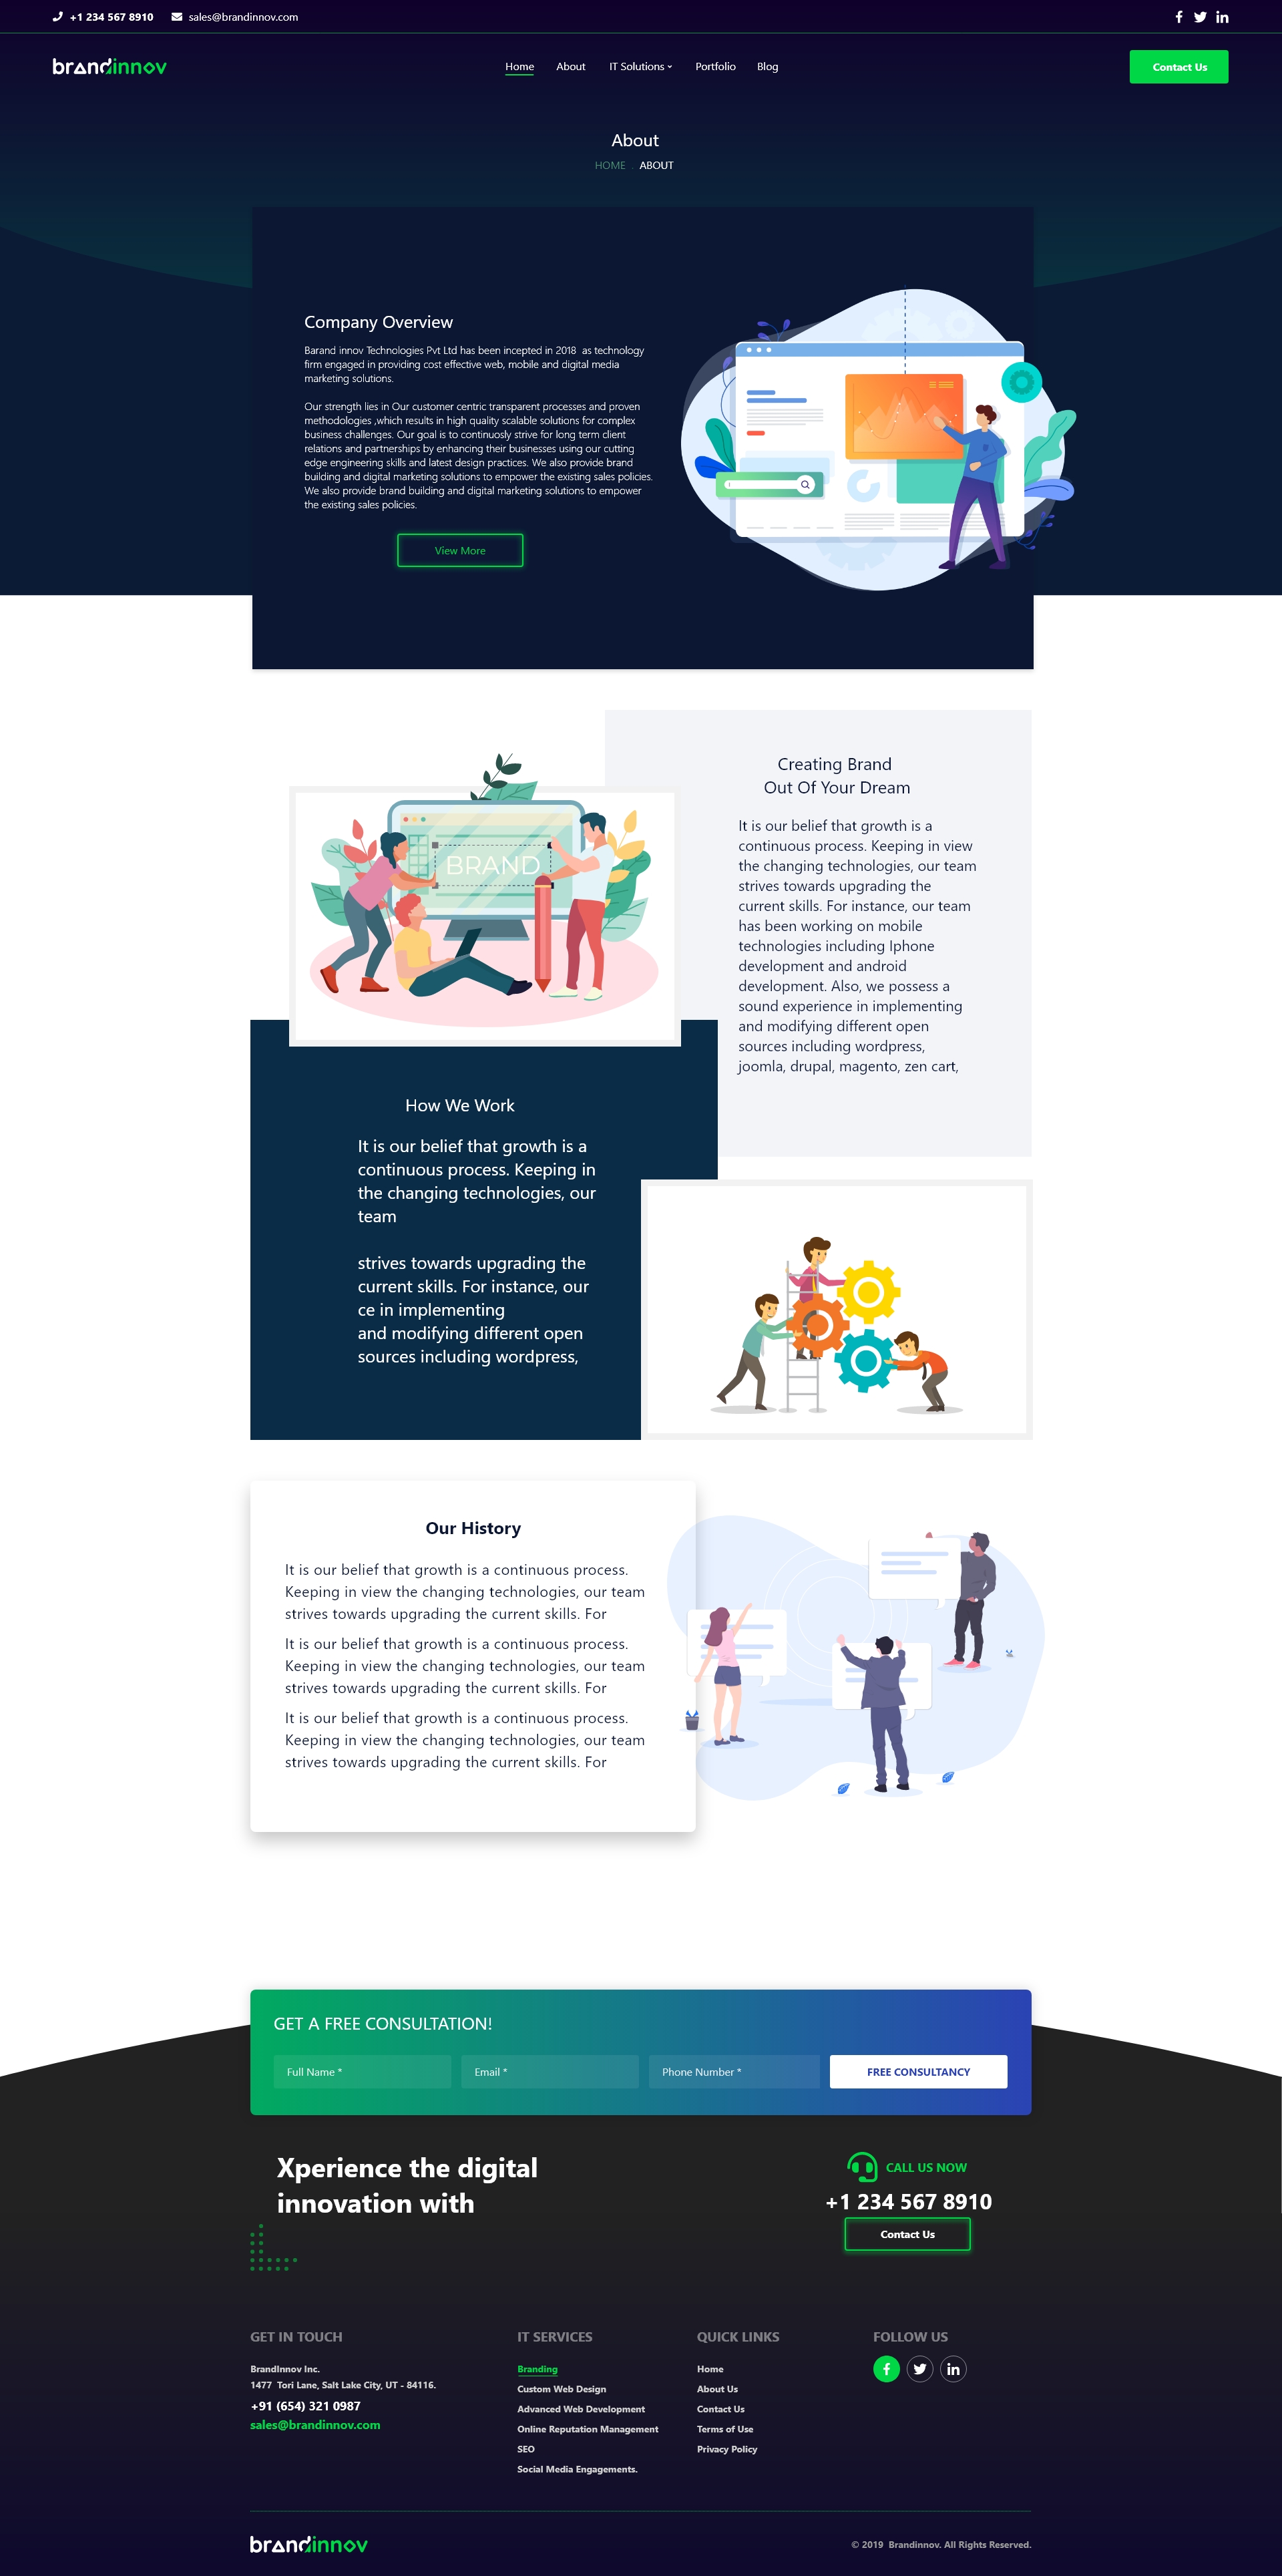 +1 234 567 8910 sales@brandinnov.com
brandinnov Home About IT Solutions Portfolio Blog Contact Us
About
HOME . ABOUT
Company Overview
Barand innov Technologies Pvt Ltd has been incepted in 2018 as technology
firm engaged in providing cost effective web, mobile and digital media
marketing solutions.
Our strength lies in Our customer centric transparent processes and proven
methodologies ,which results in high quality scalable solutions for complex
business challenges. Our goal is to continuosly strive for long term client
relations and partnerships by enhancing their businesses using our cutting
edge engineering skills and latest design practices. We also provide brand
building and digital marketing solutions to empower the existing sales policies.
We also provide brand building and digital marketing solutions to empower
the existing sales policies.
View More
Creating Brand
Out Of Your Dream
It is our belief that growth is a
continuous process. Keeping in view
the changing technologies, our team
strives towards upgrading the
current skills. For instance, our team
has been working on mobile
technologies including Iphone
development and android
development. Also, we possess a
sound experience in implementing
and modifying different open
sources including wordpress,
joomla, drupal, magento, zen cart,
BRAND
How We Work
It is our belief that growth is a
continuous process. Keeping in
the changing technologies, our
team
strives towards upgrading the
current skills. For instance, our
ce in implementing
and modifying different open
sources including wordpress,
Our History
It is our belief that growth is a continuous process.
Keeping in view the changing technologies, our team
strives towards upgrading the current skills. For
It is our belief that growth is a continuous process.
Keeping in view the changing technologies, our team
strives towards upgrading the current skills. For
It is our belief that growth is a continuous process.
Keeping in view the changing technologies, our team
strives towards upgrading the current skills. For
GET A FREE CONSULTATION!
Full Name * Email * Phone Number * FREE CONSULTANCY
Xperience the digital
innovation with
CALL US NOW
+1 234 567 8910
Contact Us
GET IN TOUCH
BrandInnov Inc.
1477 Tori Lane, Salt Lake City, UT - 84116.
+91 (654) 321 0987
sales@brandinnov.com
IT SERVICES
Branding
Custom Web Design
Advanced Web Development
Online Reputation Management
SEO
Social Media Engagements.
QUICK LINKS
Home
About Us
Contact Us
Terms of Use
Privacy Policy
FOLLOW US
brandinnov
© 2019 Brandinnov. All Rights Reserved.